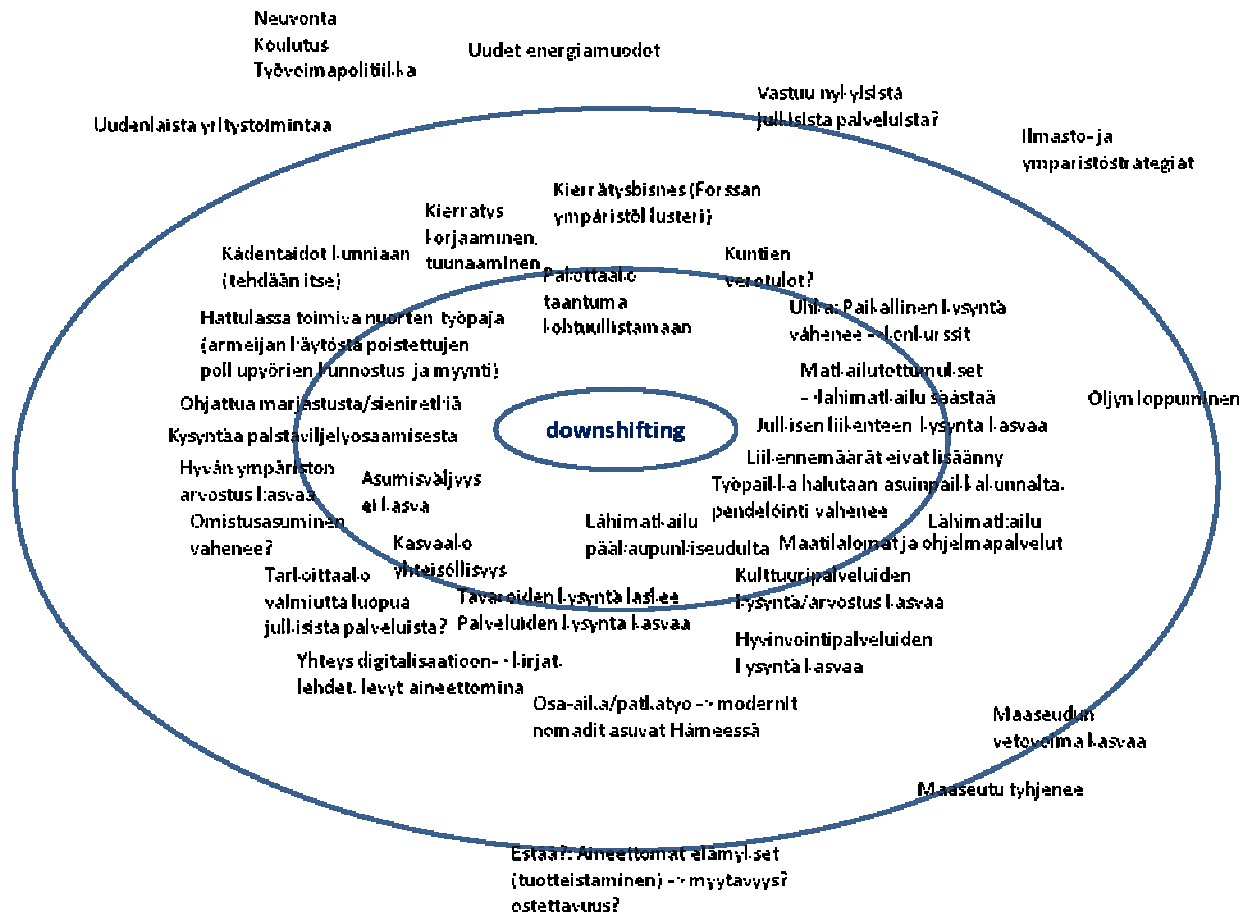 Neuvonta
Koulutus
Työvoimapolitiikka
Uudet energiamuodot
Vastuu nykyisistä
julkisista palveluista?
Uudenlaista yritystoimintaa
Ilmasto- ja
ympäristöstrategiat
Kierrätysbisnes (Forssan
ympäristöklusteri)
Kierrätys
korjaaminen,
tuunaaminen
Kädentaidot kunniaan
(tehdään itse)
Kuntien
verotulot?
Pakottaako
taantuma
kohtuullistamaan
Uhka: Paikallinen kysyntä
vähenee -> konkurssit
Hattulassa toimiva nuorten työpaja
(armeijan käytöstä poistettujen
polkupyörien kunnostus ja myynti)
Matkailutottumukset
-> lähimatkailu säästää
Öljyn loppuminen
Ohjattua marjastusta/sieniretkiä
Julkisen liikenteen kysyntä kasvaa
downshifting
Kysyntää palstaviljelyosaamisesta
Liikennemäärät eivät lisäänny
Hyvän ympäristön
arvostus kasvaa
Asumisväljyys
ei kasva
Työpaikka halutaan asuinpaikkakunnalta,
pendelöinti vähenee
Omistusasuminen
vähenee?
Lähimatkailu
pääkaupunkiseudulta
Lähimatkailu
Maatilalomat ja ohjelmapalvelut
Kasvaako
yhteisöllisyys
Tarkoittaako
valmiutta luopua
julkisista palveluista?
Tavaroiden kysyntä laskee
Palveluiden kysyntä kasvaa
Kulttuuripalveluiden
kysyntä/arvostus kasvaa
Hyvinvointipalveluiden
kysyntä kasvaa
Yhteys digitalisaatioon-> kirjat,
lehdet, levyt aineettomina
Osa-aika/pätkätyö -> modernit
nomadit asuvat Hämeessä
Maaseudun
vetovoima kasvaa
Maaseutu tyhjenee
Estää?: Aineettomat elämykset
(tuotteistaminen) -> myytävyys?
ostettavuus?